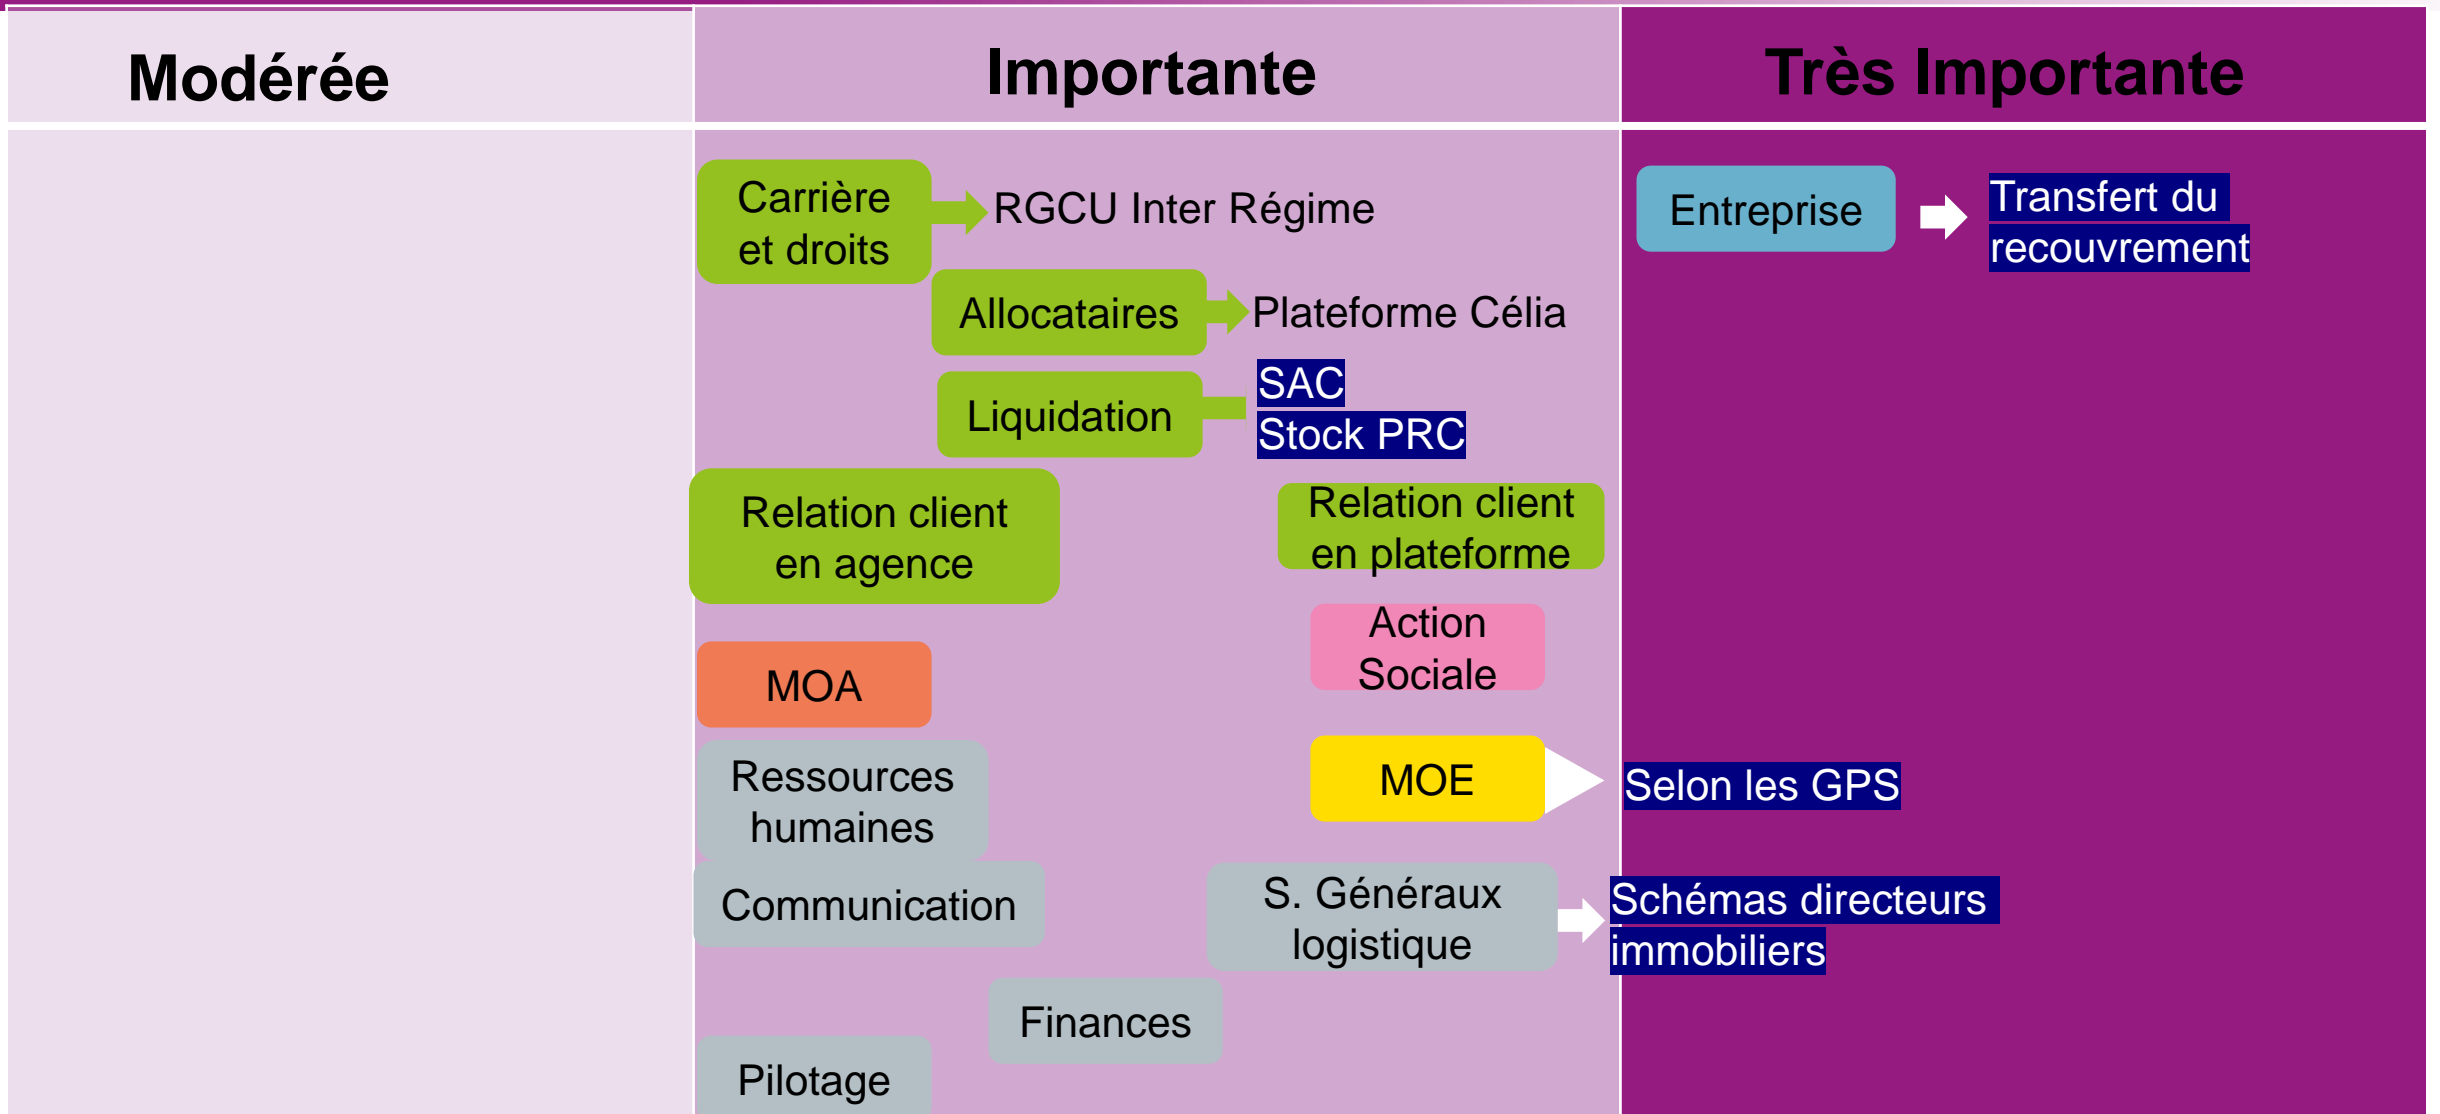 Modérée
Importante
Très Importante
Carrière
et droits
RGCU Inter Régime
Entreprise
Transfert du
recouvrement
Allocataires
Plateforme Célia
Liquidation
SAC
Stock PRC
Relation client
en agence
Relation client
en plateforme
Action
Sociale
MOA
Ressources
humaines
MOE
Selon les GPS
Communication
S. Généraux
logistique
Schémas directeurs
immobiliers
Finances
Pilotage